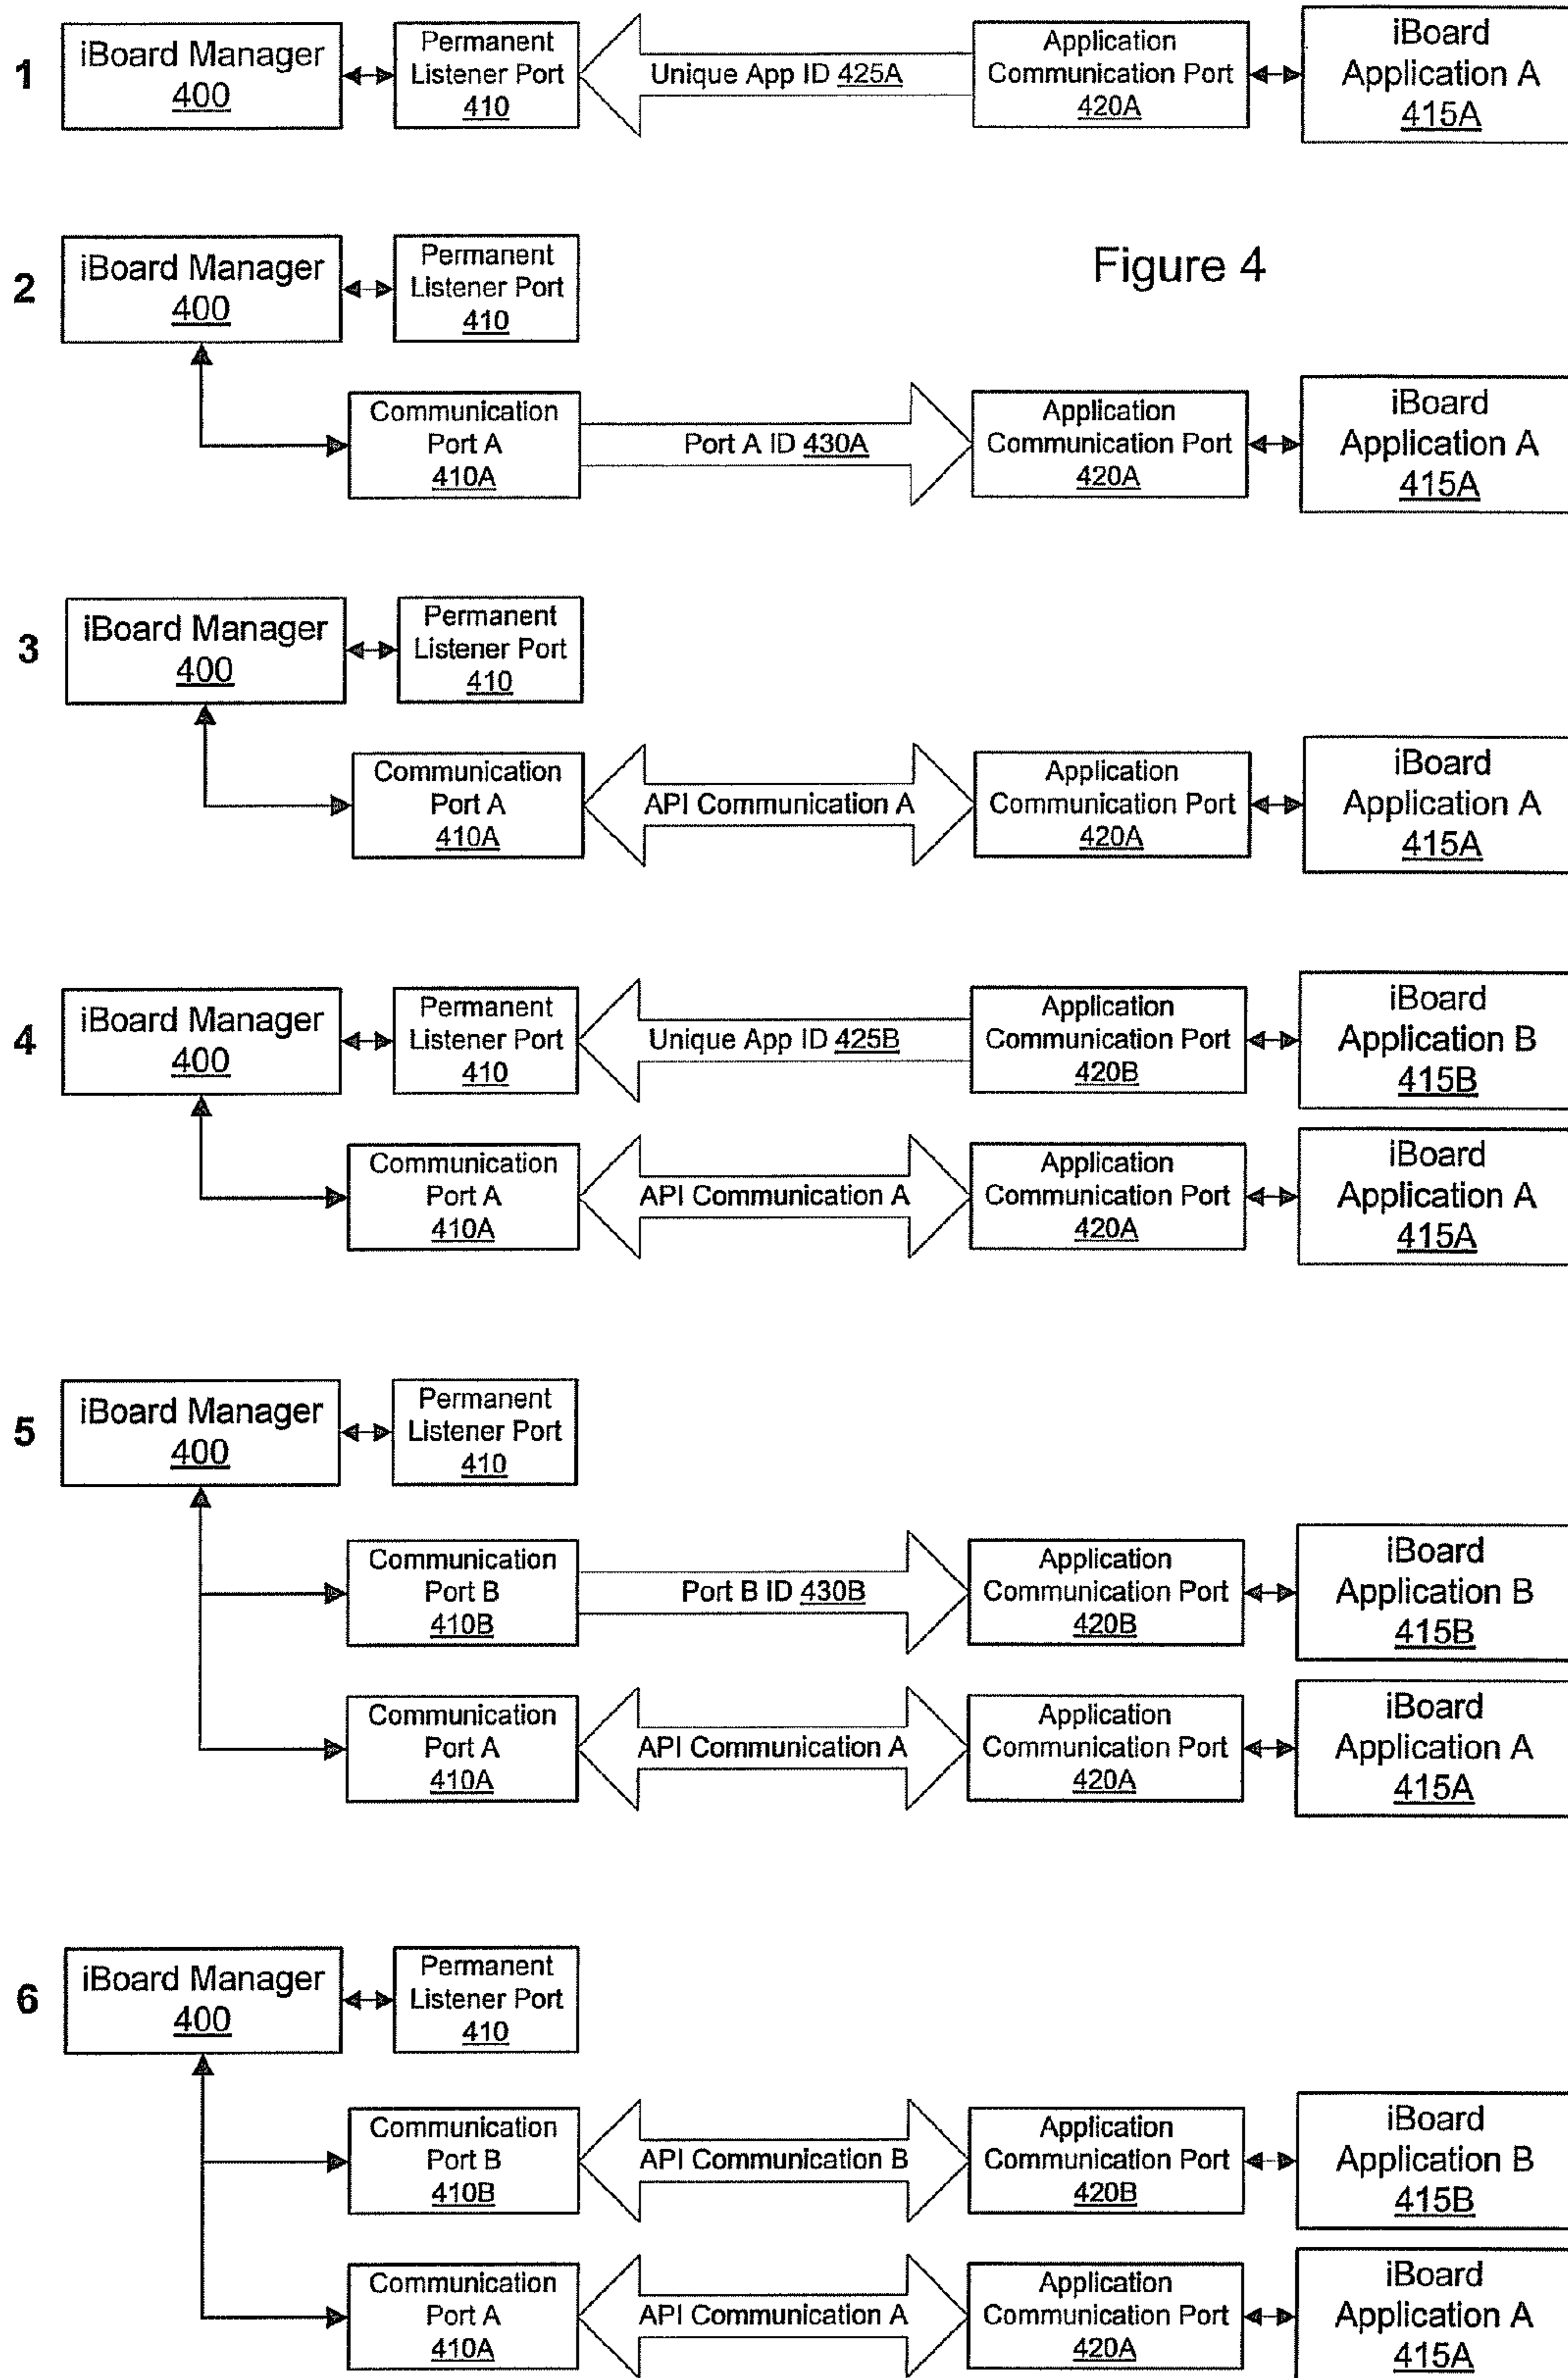 1
iBoard Manager
400
Permanent
Listener Port
410
Unique App ID 425A
Application
Communication Port
420A
iBoard
Application A
415A
Figure 4
2
iBoard Manager
400
Permanent
Listener Port
410
Communication
Port A
410A
Port A ID 430A
Application
Communication Port
420A
iBoard
Application A
415A
3
iBoard Manager
400
Permanent
Listener Port
410
Communication
Port A
410A
API Communication A
Application
Communication Port
420A
iBoard
Application A
415A
4
iBoard Manager
400
Permanent
Listener Port
410
Unique App ID 425B
Application
Communication Port
420B
iBoard
Application B
415B
Communication
Port A
410A
API Communication A
Application
Communication Port
420A
iBoard
Application A
415A
5
iBoard Manager
400
Permanent
Listener Port
410
Communication
Port B
410B
Port B ID 430B
Application
Communication Port
420B
iBoard
Application B
415B
Communication
Port A
410A
API Communication A
Application
Communication Port
420A
iBoard
Application A
415A
6
iBoard Manager
400
Permanent
Listener Port
410
Communication
Port B
410B
API Communication B
Application
Communication Port
420B
iBoard
Application B
415B
Communication
Port A
410A
API Communication A
Application
Communication Port
420A
iBoard
Application A
415A